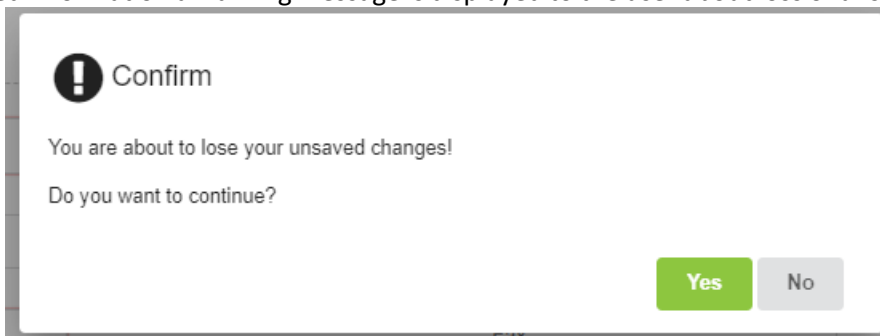 Confirm
You are about to lose your unsaved changes!
Do you want to continue?
Yes
No